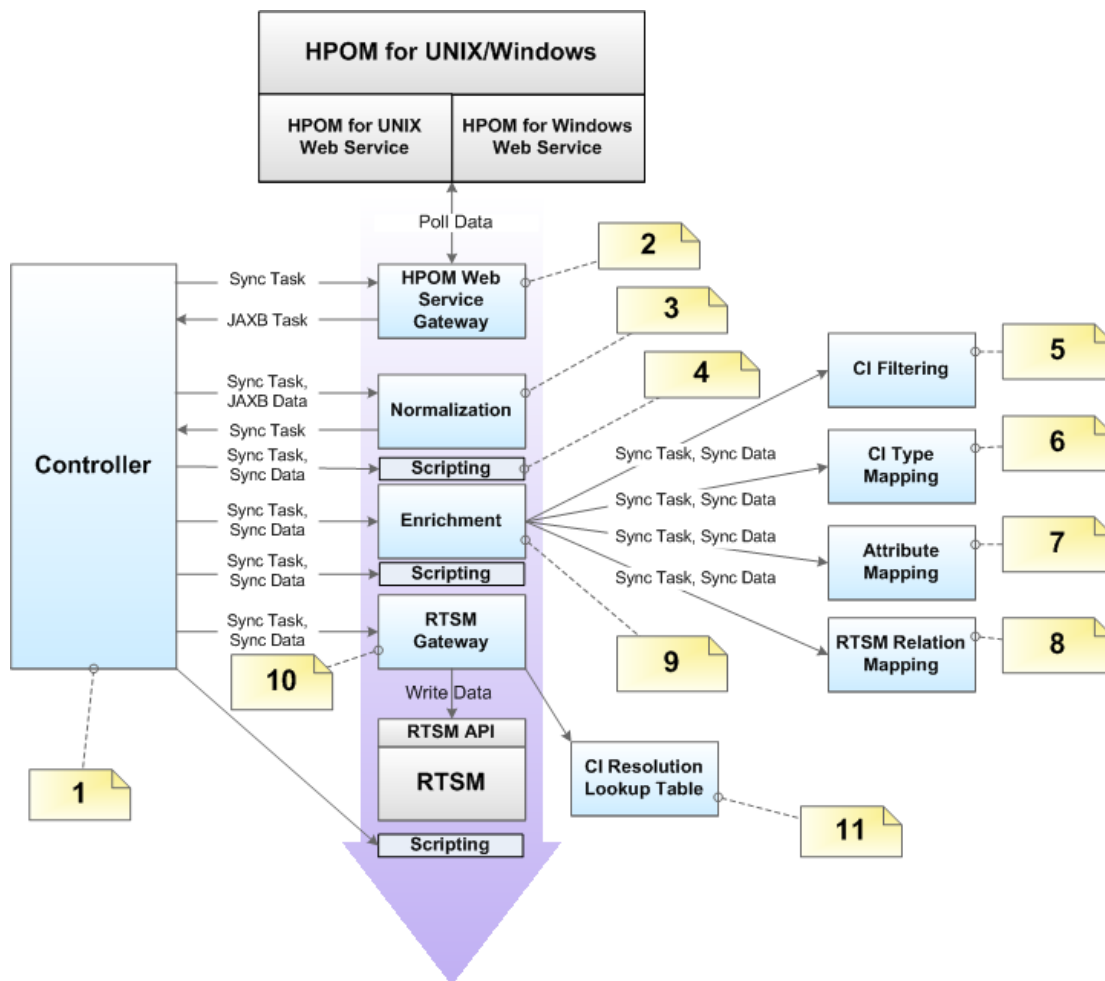 HPOM for UNIX/Windows
HPOM for UNIX
Web Service
HPOM for Windows
Web Service
Poll Data
2
HPOM Web
Service
Gateway
Sync Task
JAXB Task
3
5
CI Filtering
4
Sync Task,
JAXB Data
Normalization
Sync Task
6
CI Type
Mapping
Controller
Sync Task,
Sync Data
Scripting
Sync Task, Sync Data
Sync Task, Sync Data
Sync Task,
Sync Data
Enrichment
Sync Task, Sync Data
7
Attribute
Mapping
Sync Task,
Sync Data
Scripting
Sync Task, Sync Data
Sync Task,
Sync Data
RTSM
Gateway
8
RTSM Relation
Mapping
9
10
Write Data
RTSM API
RTSM
CI Resolution
Lookup Table
1
11
Scripting